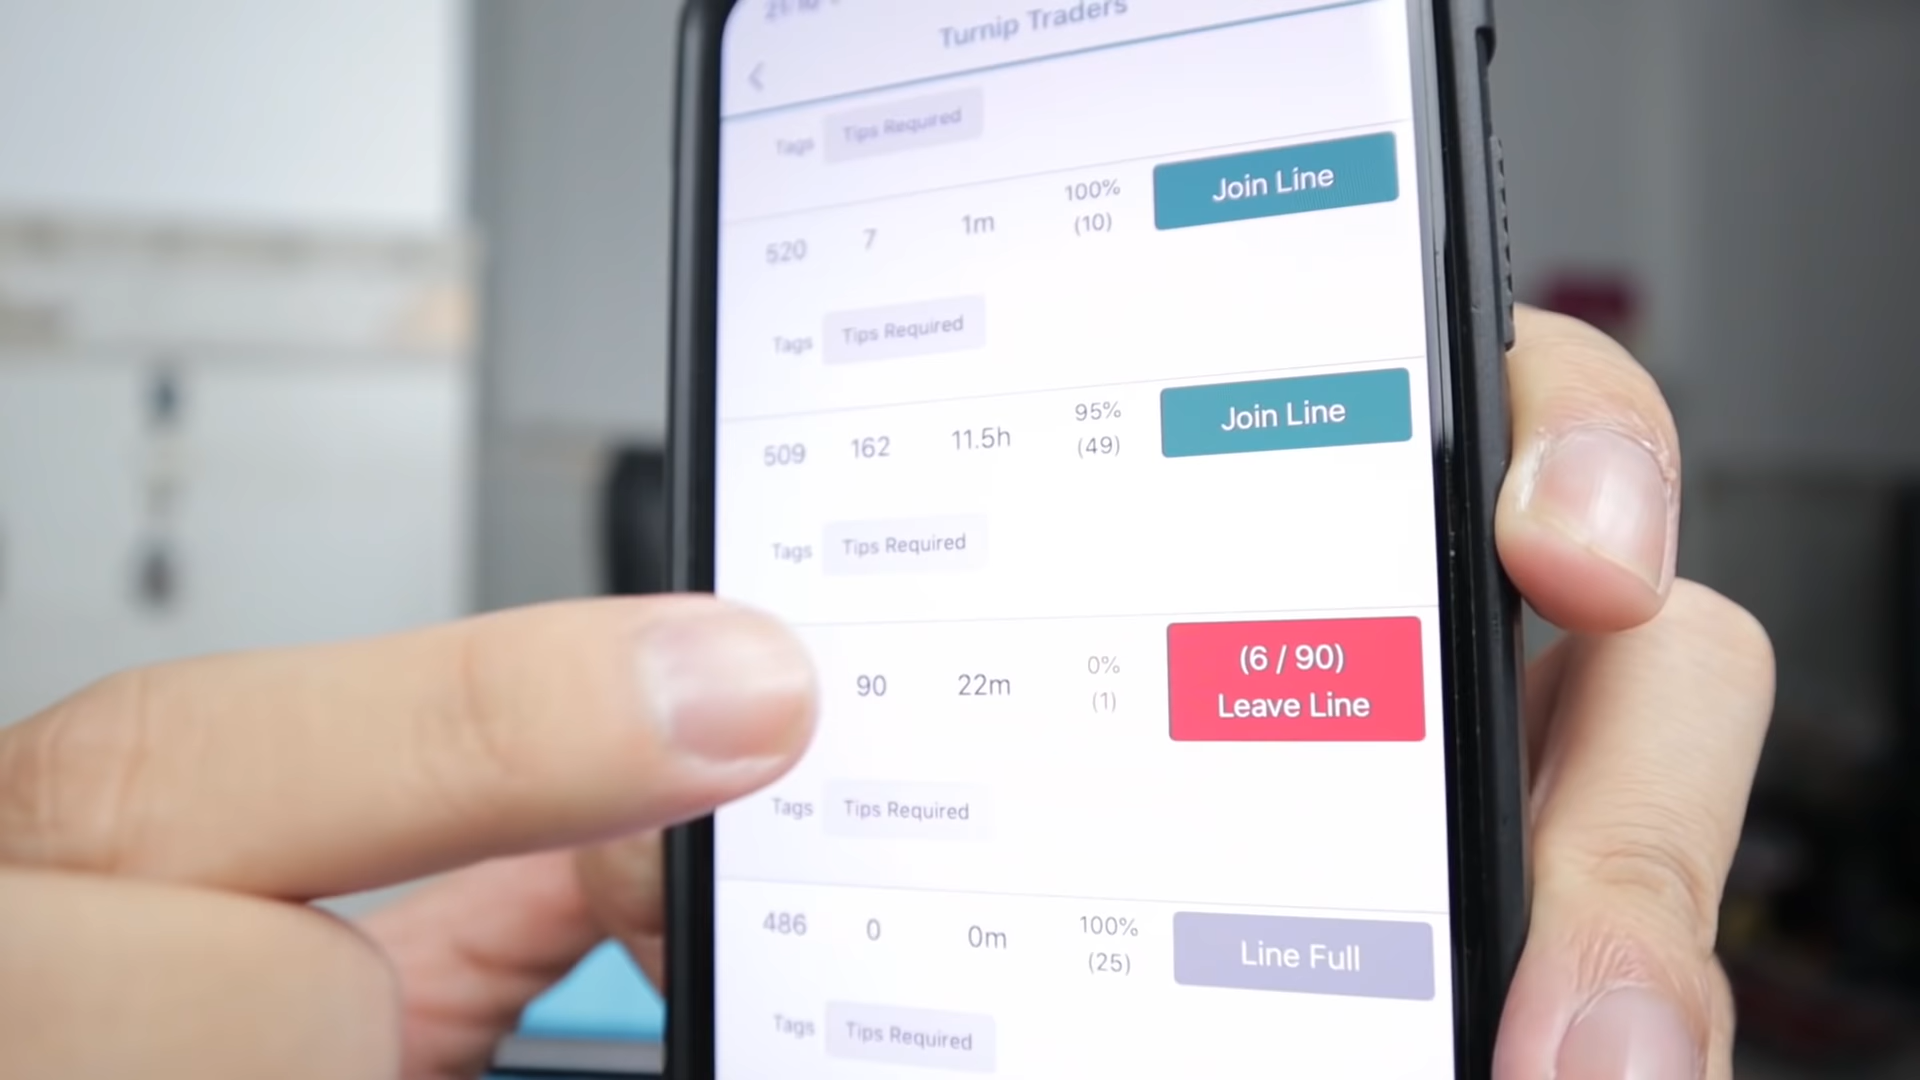 Turnip Traders
Tags Tips Required
520 7 1m 100% (10) Join Line
Tags Tips Required
509 162 11.5h 95% (49) Join Line
Tags Tips Required
90 22m 0% (1) (6 / 90) Leave Line
Tags Tips Required
486 0 0m 100% (25) Line Full
Tags Tips Required